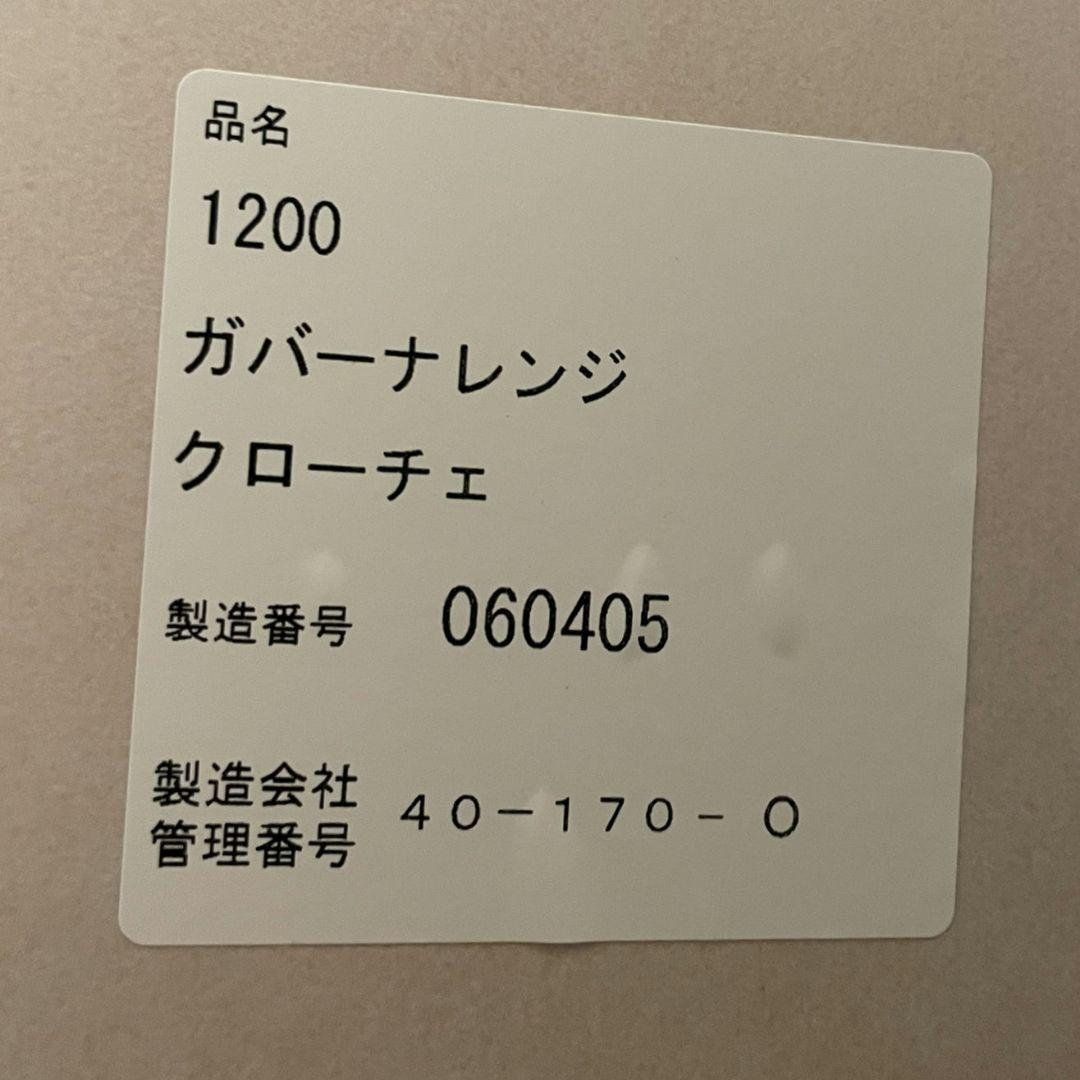 品名
1200
ガバーナレンジ
クローチェ
製造番号 060405
製造会社
管理番号 40-170- O